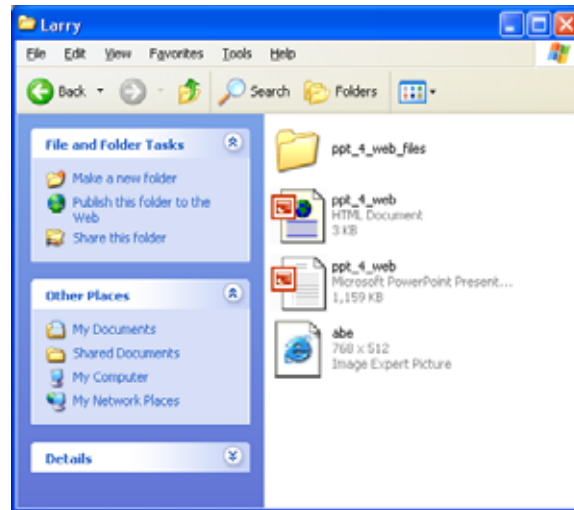 Larry
File Edit View Favorites Tools Help
Back Search Folders
File and Folder Tasks
Make a new folder
Publish this folder to the
Web
Share this folder
Other Places
My Documents
Shared Documents
My Computer
My Network Places
Details
ppt_4_web_files
ppt_4_web
HTML Document
3 KB
ppt_4_web
Microsoft PowerPoint Present...
1,159 KB
abe
768 x 512
Image Expert Picture